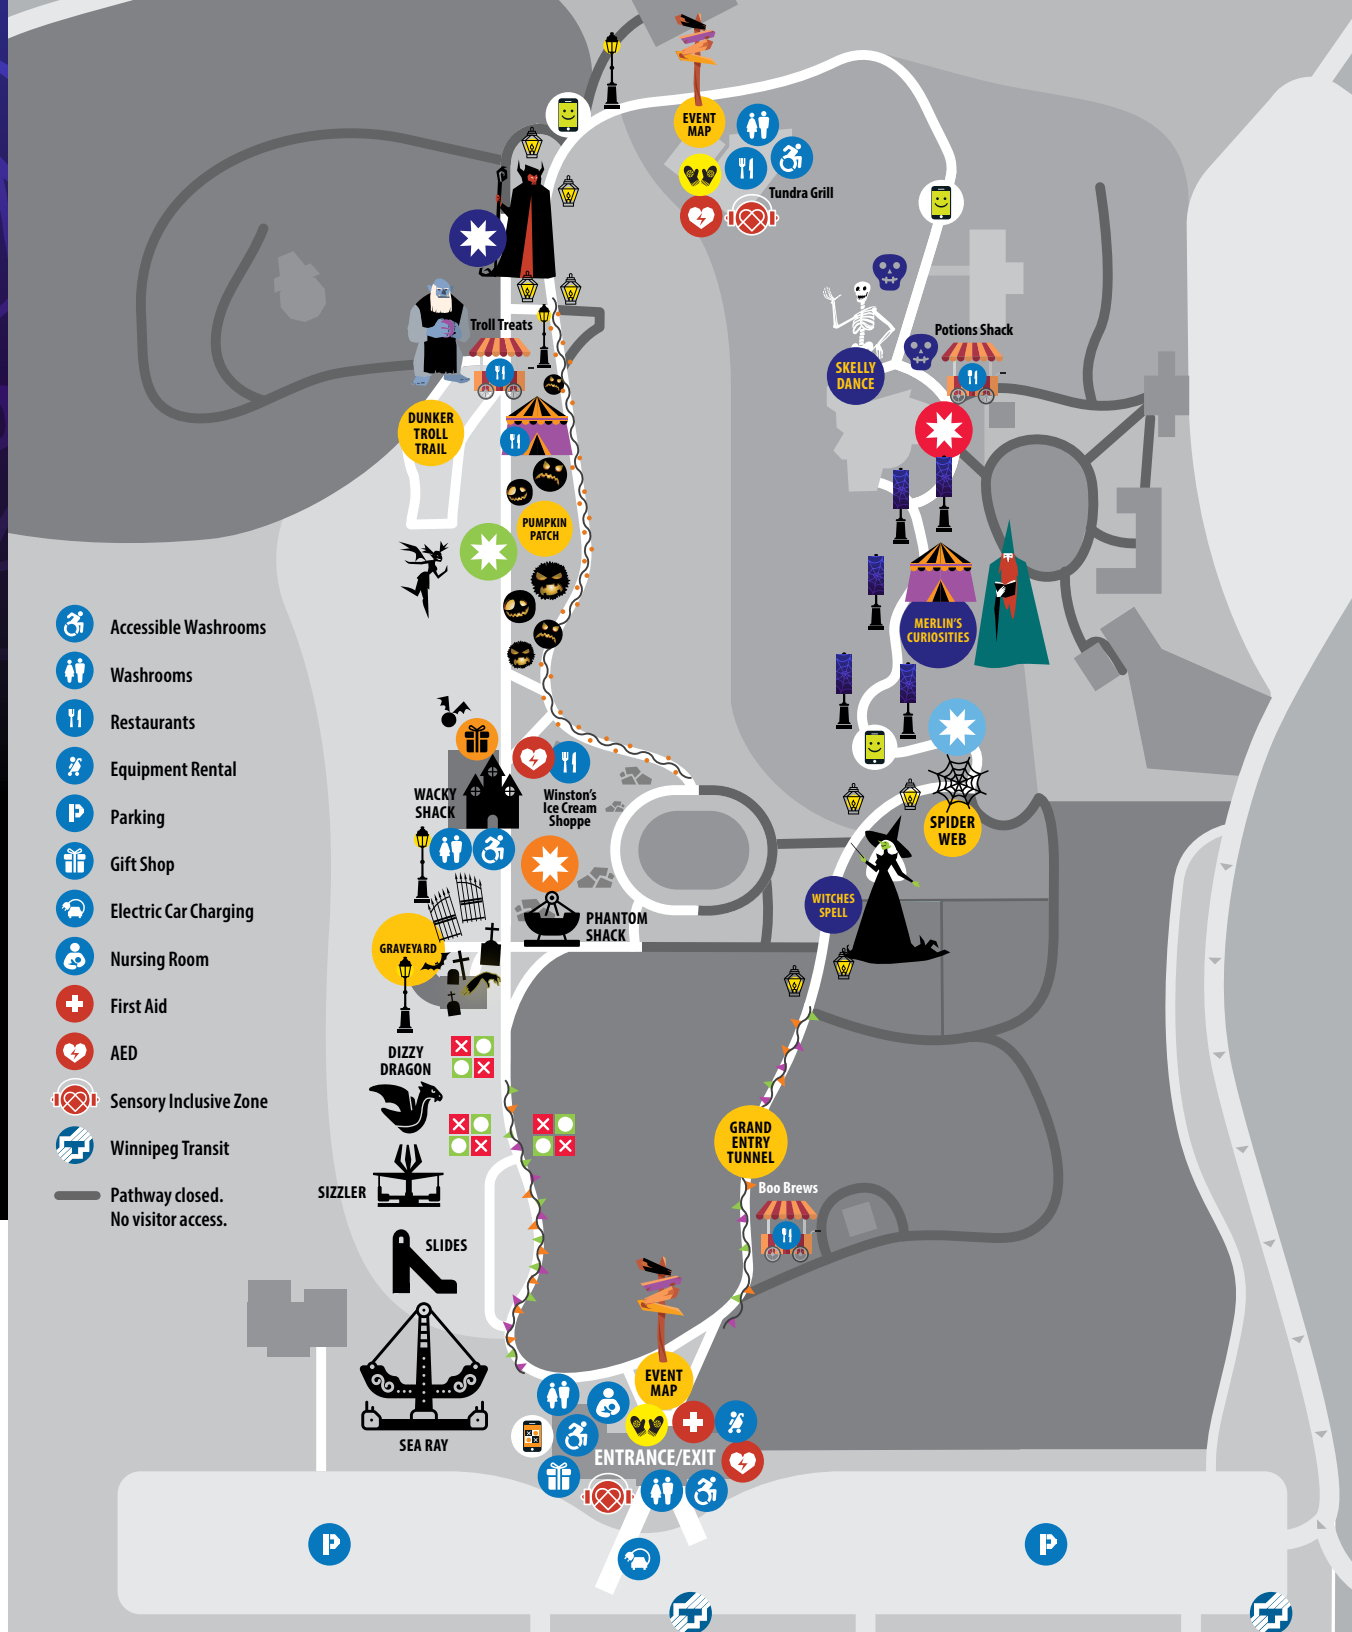 EVENT
MAP
Tundra Grill
Troll Treats
Potions Shack
SKELLY
DANCE
DUNKER
TROLL
TRAIL
PUMPKIN
PATCH
MERLIN'S
CURIOSITIES
Accessible Washrooms
Washrooms
Restaurants
Equipment Rental
Parking
Gift Shop
Electric Car Charging
Nursing Room
First Aid
AED
Sensory Inclusive Zone
Winnipeg Transit
Pathway closed.
No visitor access.
WACKY
SHACK
Winston's
Ice Cream
Shoppe
SPIDER
WEB
WITCHES
SPELL
PHANTOM
SHACK
GRAVEYARD
DIZZY
DRAGON
GRAND
ENTRY
TUNNEL
Boo Brews
SIZZLER
SLIDES
SEA RAY
EVENT
MAP
ENTRANCE/EXIT
P
P
P